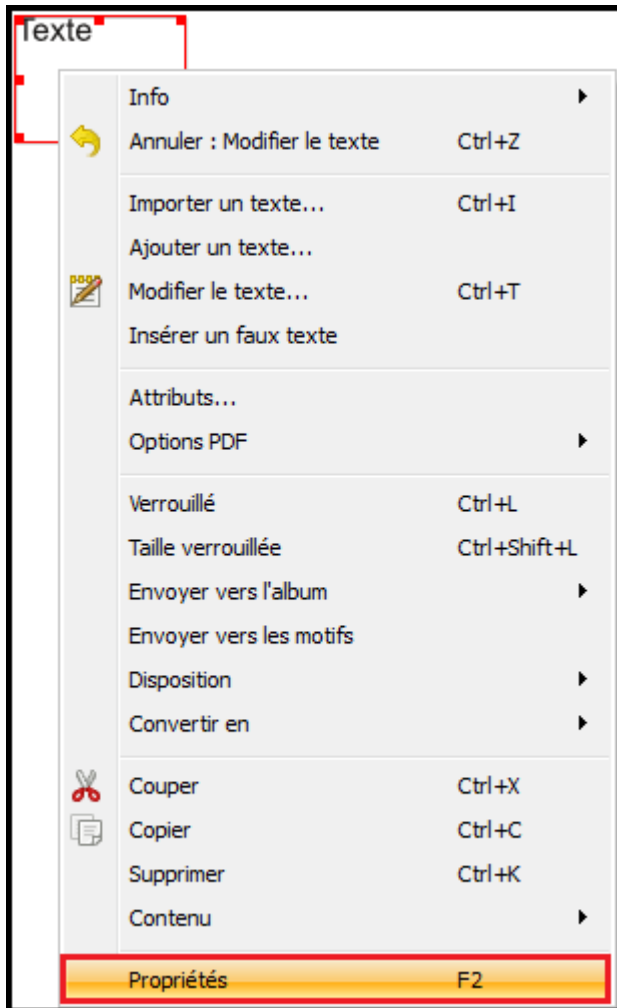 Texte
Info
Annuler : Modifier le texte Ctrl+Z
Importer un texte... Ctrl+I
Ajouter un texte...
Modifier le texte... Ctrl+T
Insérer un faux texte
Attributs...
Options PDF
Verrouillé Ctrl+L
Taille verrouillée Ctrl+Shift+L
Envoyer vers l'album
Envoyer vers les motifs
Disposition
Convertir en
Couper Ctrl+X
Copier Ctrl+C
Supprimer Ctrl+K
Contenu
Propriétés F2